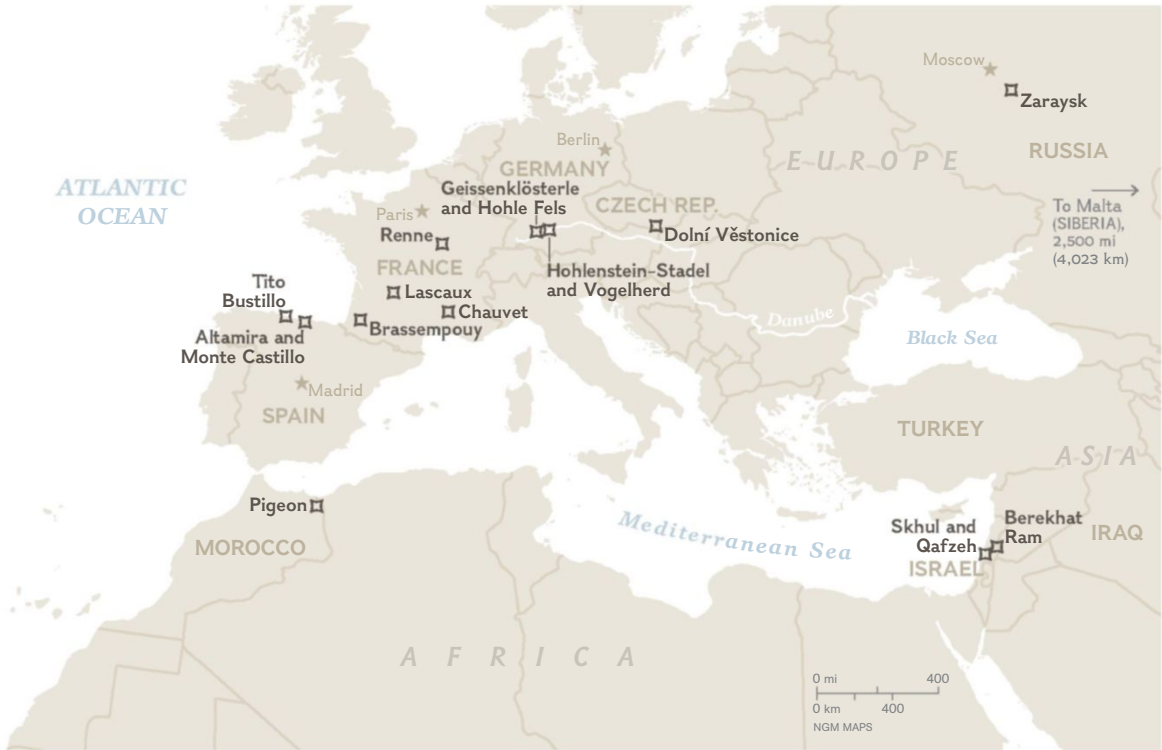 Moscow
Zaraysk
Berlin
EUROPE
RUSSIA
GERMANY
ATLANTIC
OCEAN
Geissenklösterle
and Hohle Fels
CZECH REP.
Paris
To Malta
(SIBERIA),
2,500 mi
(4,023 km)
Renne
Dolní Věstonice
FRANCE
Hohlenstein-Stadel
and Vogelherd
Tito
Bustillo
Lascaux
Chauvet
Danube
Brassempouy
Altamira and
Monte Castillo
Black Sea
Madrid
SPAIN
TURKEY
ASIA
Pigeon
Mediterranean Sea
Skhul and
Qafzeh
Berekhat
Ram
IRAQ
MOROCCO
ISRAEL
AFRICA
0 mi 400
0 km 400
NGM MAPS